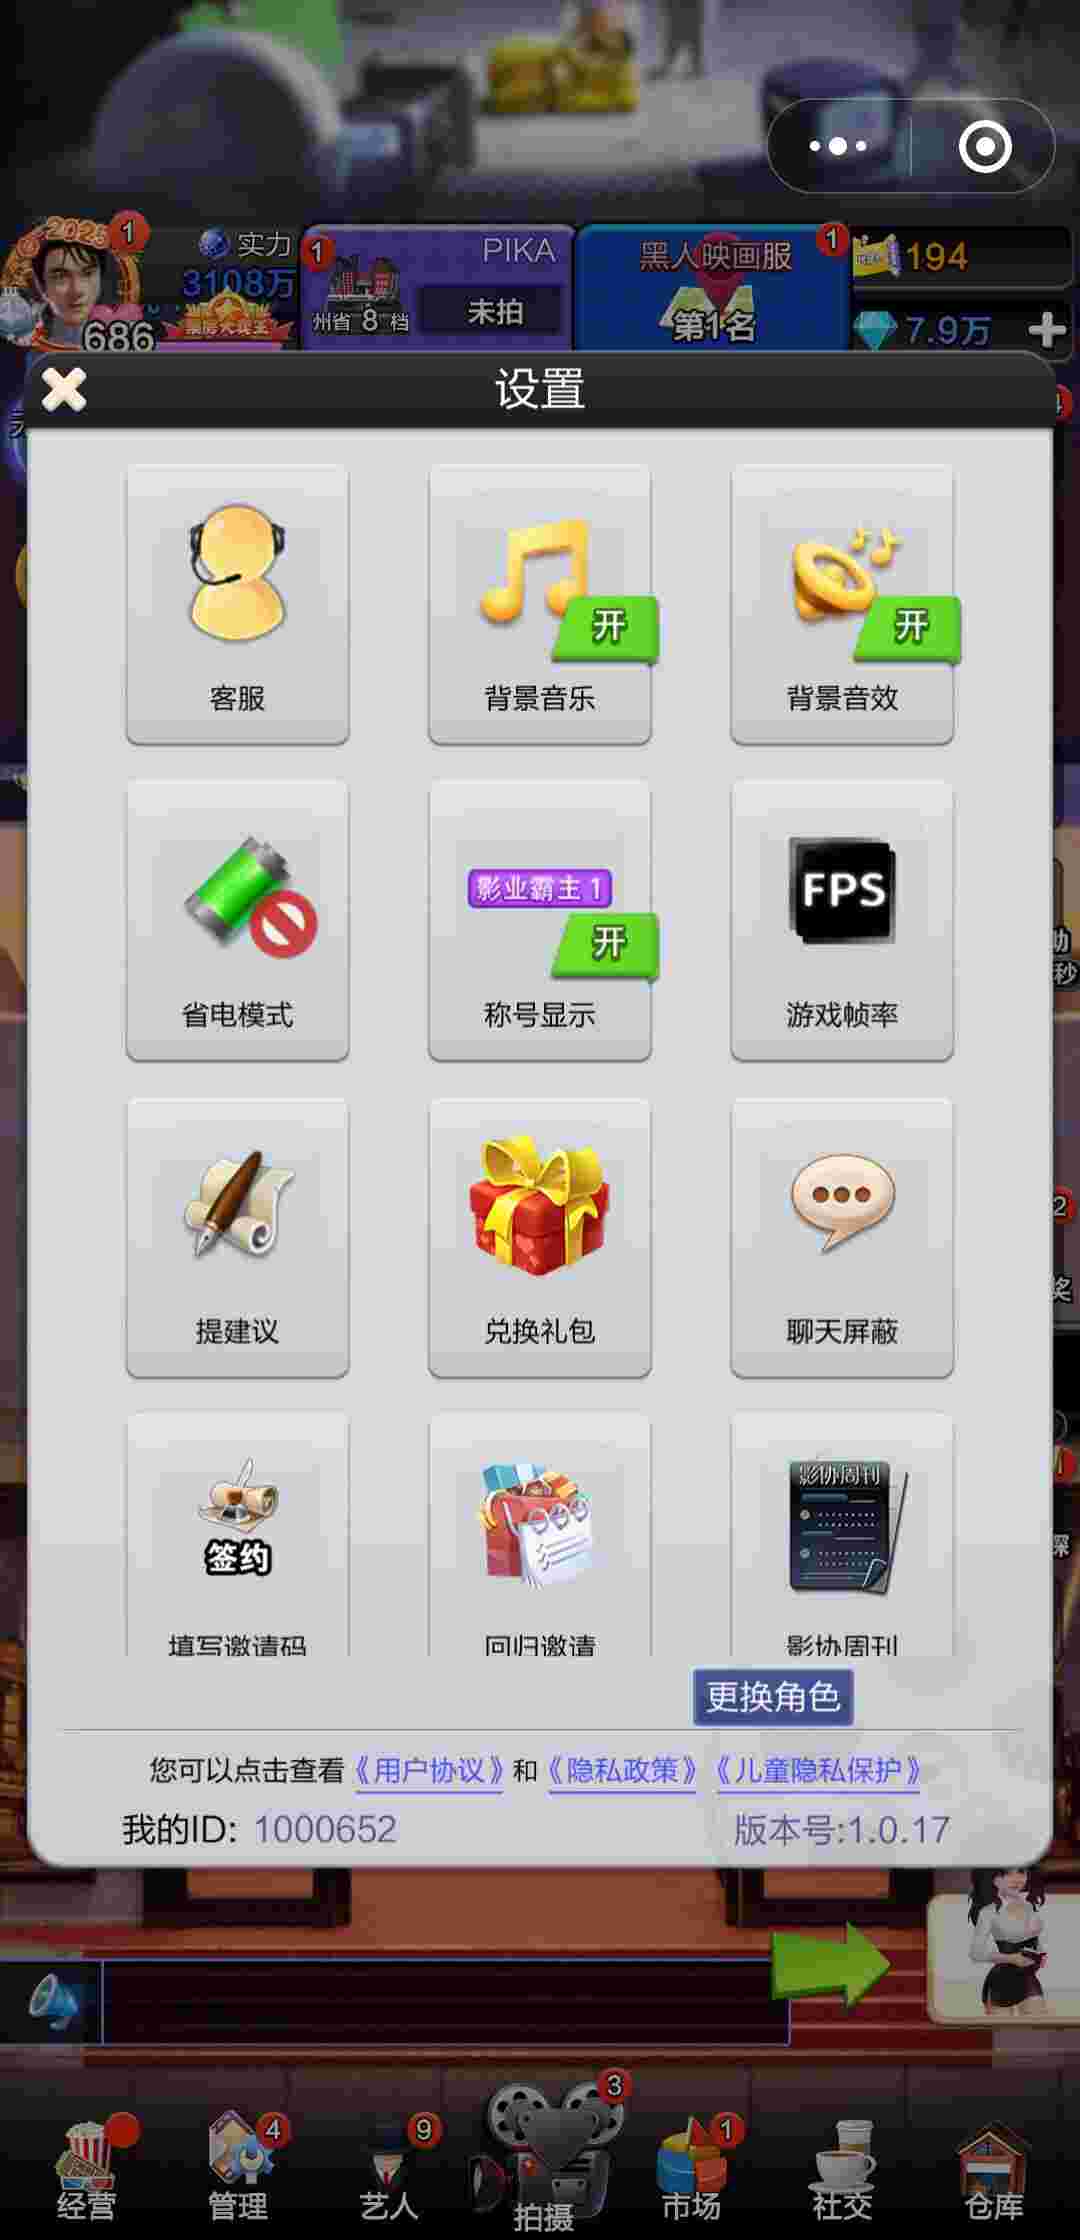 2025
1
实力
3108万
686
票房大赛王
1
PIKA
州省 8 档
未拍
黑人映画服
1
第1名
194
7.9万
设置
客服
背景音乐
开
背景音效
开
省电模式
影业霸主 1
开
称号显示
FPS
游戏帧率
提建议
兑换礼包
聊天屏蔽
签约
填写邀请码
回归邀请
影协周刊
影协周刊
更换角色
您可以点击查看《用户协议》和《隐私政策》《儿童隐私保护》
我的ID: 1000652
版本号:1.0.17
秒
2
奖
经营
4
管理
9
艺人
3
拍摄
1
市场
社交
仓库